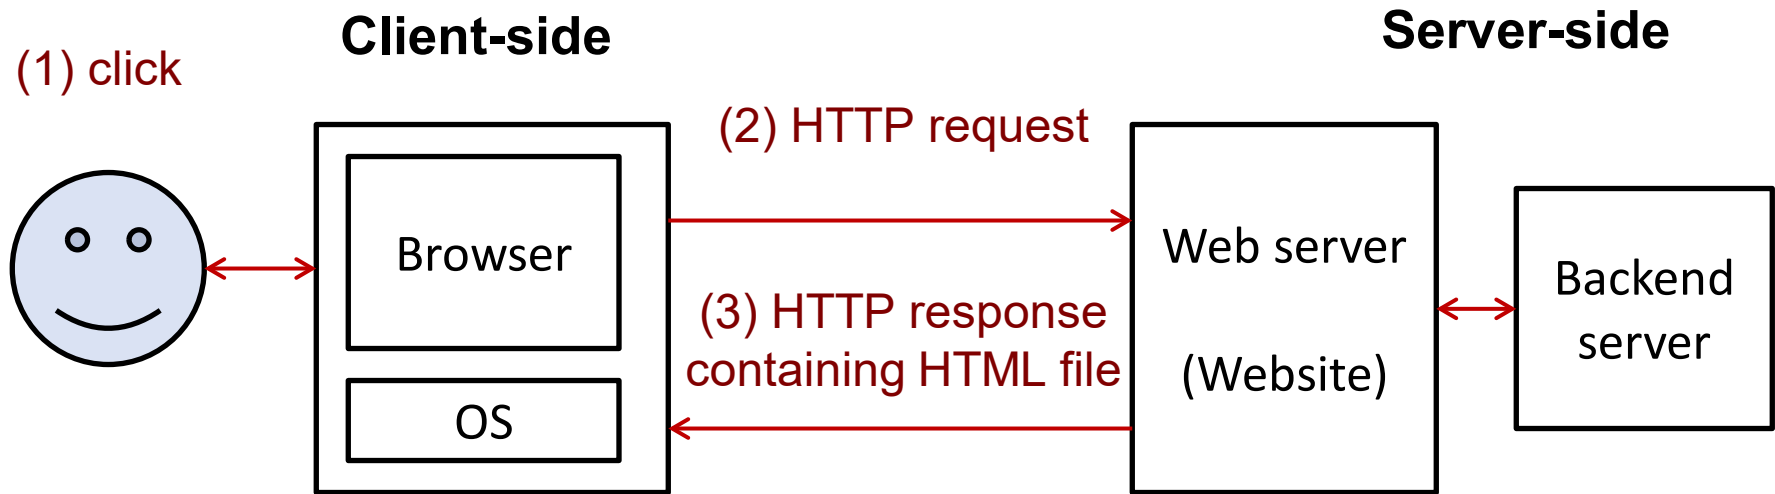 Client-side
Server-side
(1) click
(2) HTTP request
Browser
Web server
(Website)
Backend
server
(3) HTTP response
containing HTML file
OS